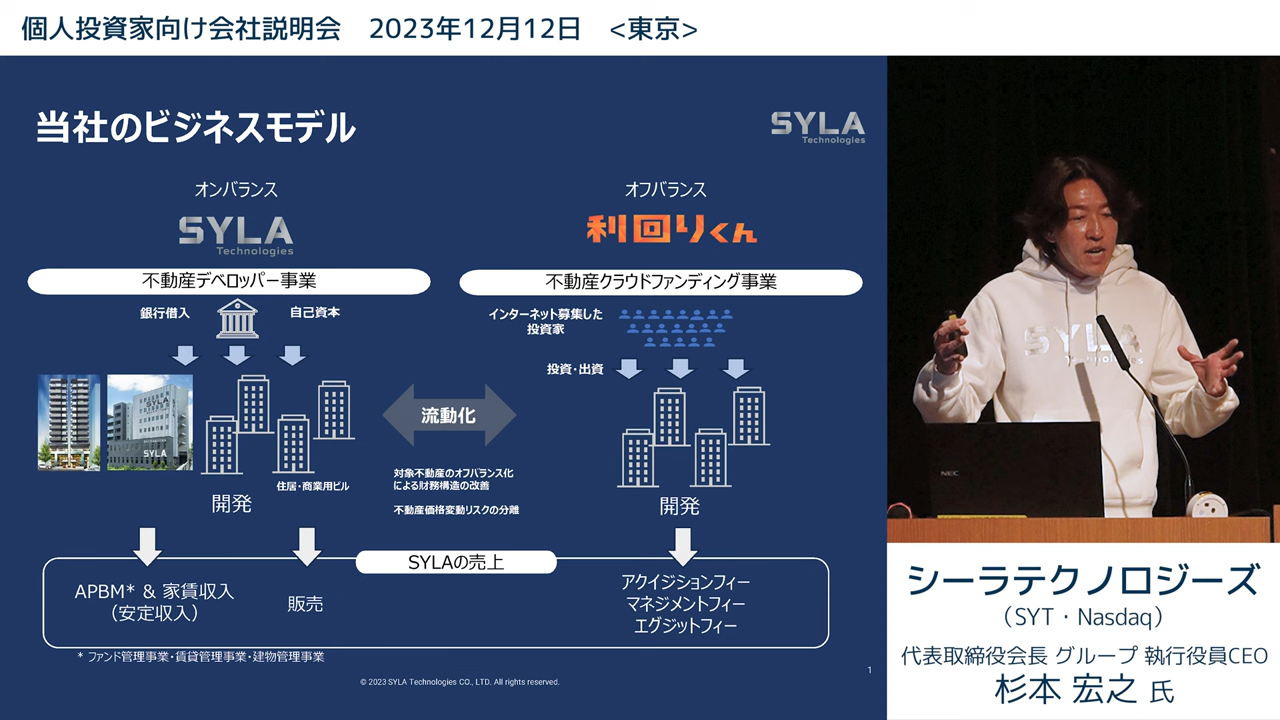 個人投資家向け会社説明会　2023年12月12日　<東京>
当社のビジネスモデル
SYLA
Technologies
オンバランス
SYLA
Technologies
不動産デベロッパー事業
銀行借入
自己資本
SYLA
SYLA
住居・商業用ビル
開発
オフバランス
利回りくん
不動産クラウドファンディング事業
インターネット募集した
投資家
投資・出資
開発
流動化
対象不動産のオフバランス化
による財務構造の改善
不動産価格変動リスクの分離
SYLAの売上
APBM* & 家賃収入
（安定収入）
販売
アクイジションフィー
マネジメントフィー
エグジットフィー
* ファンド管理事業・賃貸管理事業・建物管理事業
1
© 2023 SYLA Technologies CO., LTD. All rights reserved.
SYLA
Technologies
NEC
シーラテクノロジーズ
（SYT・Nasdaq）
代表取締役会長 グループ 執行役員CEO
杉本 宏之 氏